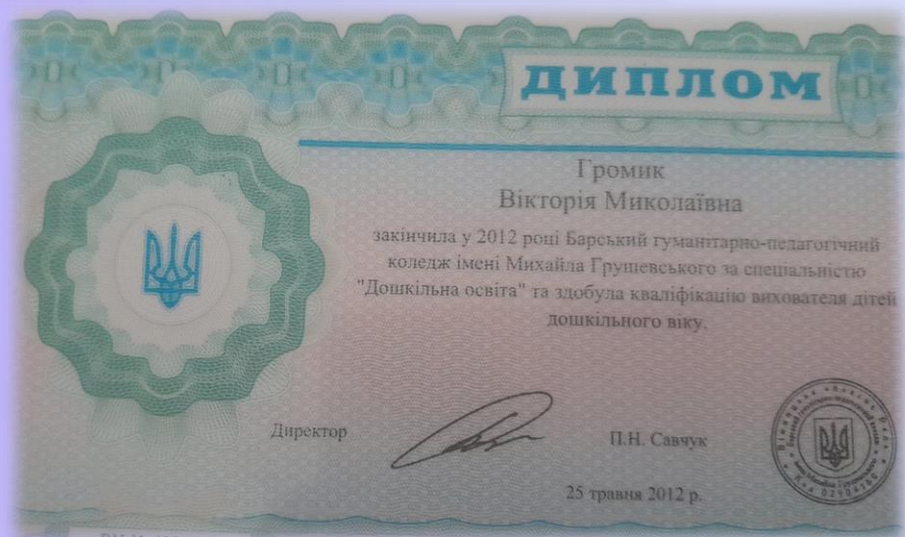 ДИПЛОМ
Громик
Вікторія Миколаївна
закінчила у 2012 році Барський гуманітарно-педагогічний
коледж імені Михайла Грушевського за спеціальністю
"Дошкільна освіта" та здобула кваліфікацію вихователя дітей
дошкільного віку.
Директор
П.Н. Савчук
25 травня 2012 р.